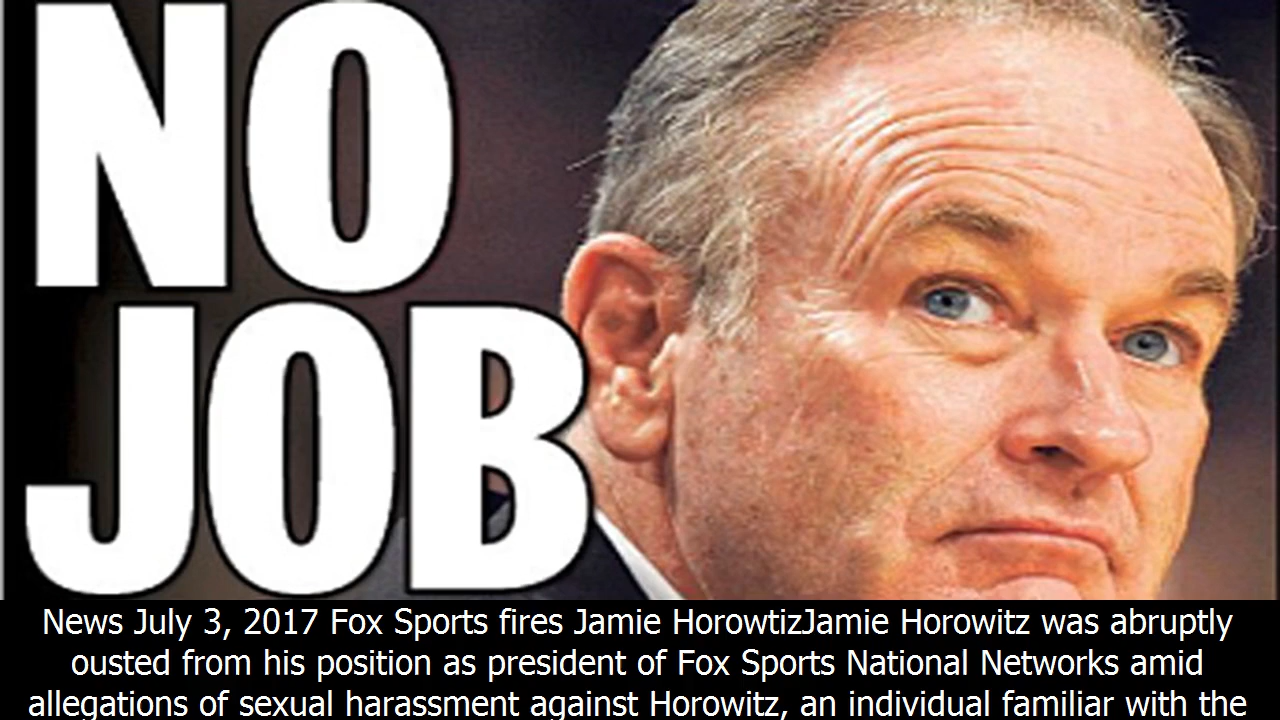 NO
JOB
News July 3, 2017 Fox Sports fires Jamie HorowtizJamie Horowitz was abruptly
ousted from his position as president of Fox Sports National Networks amid
allegations of sexual harassment against Horowitz, an individual familiar with the